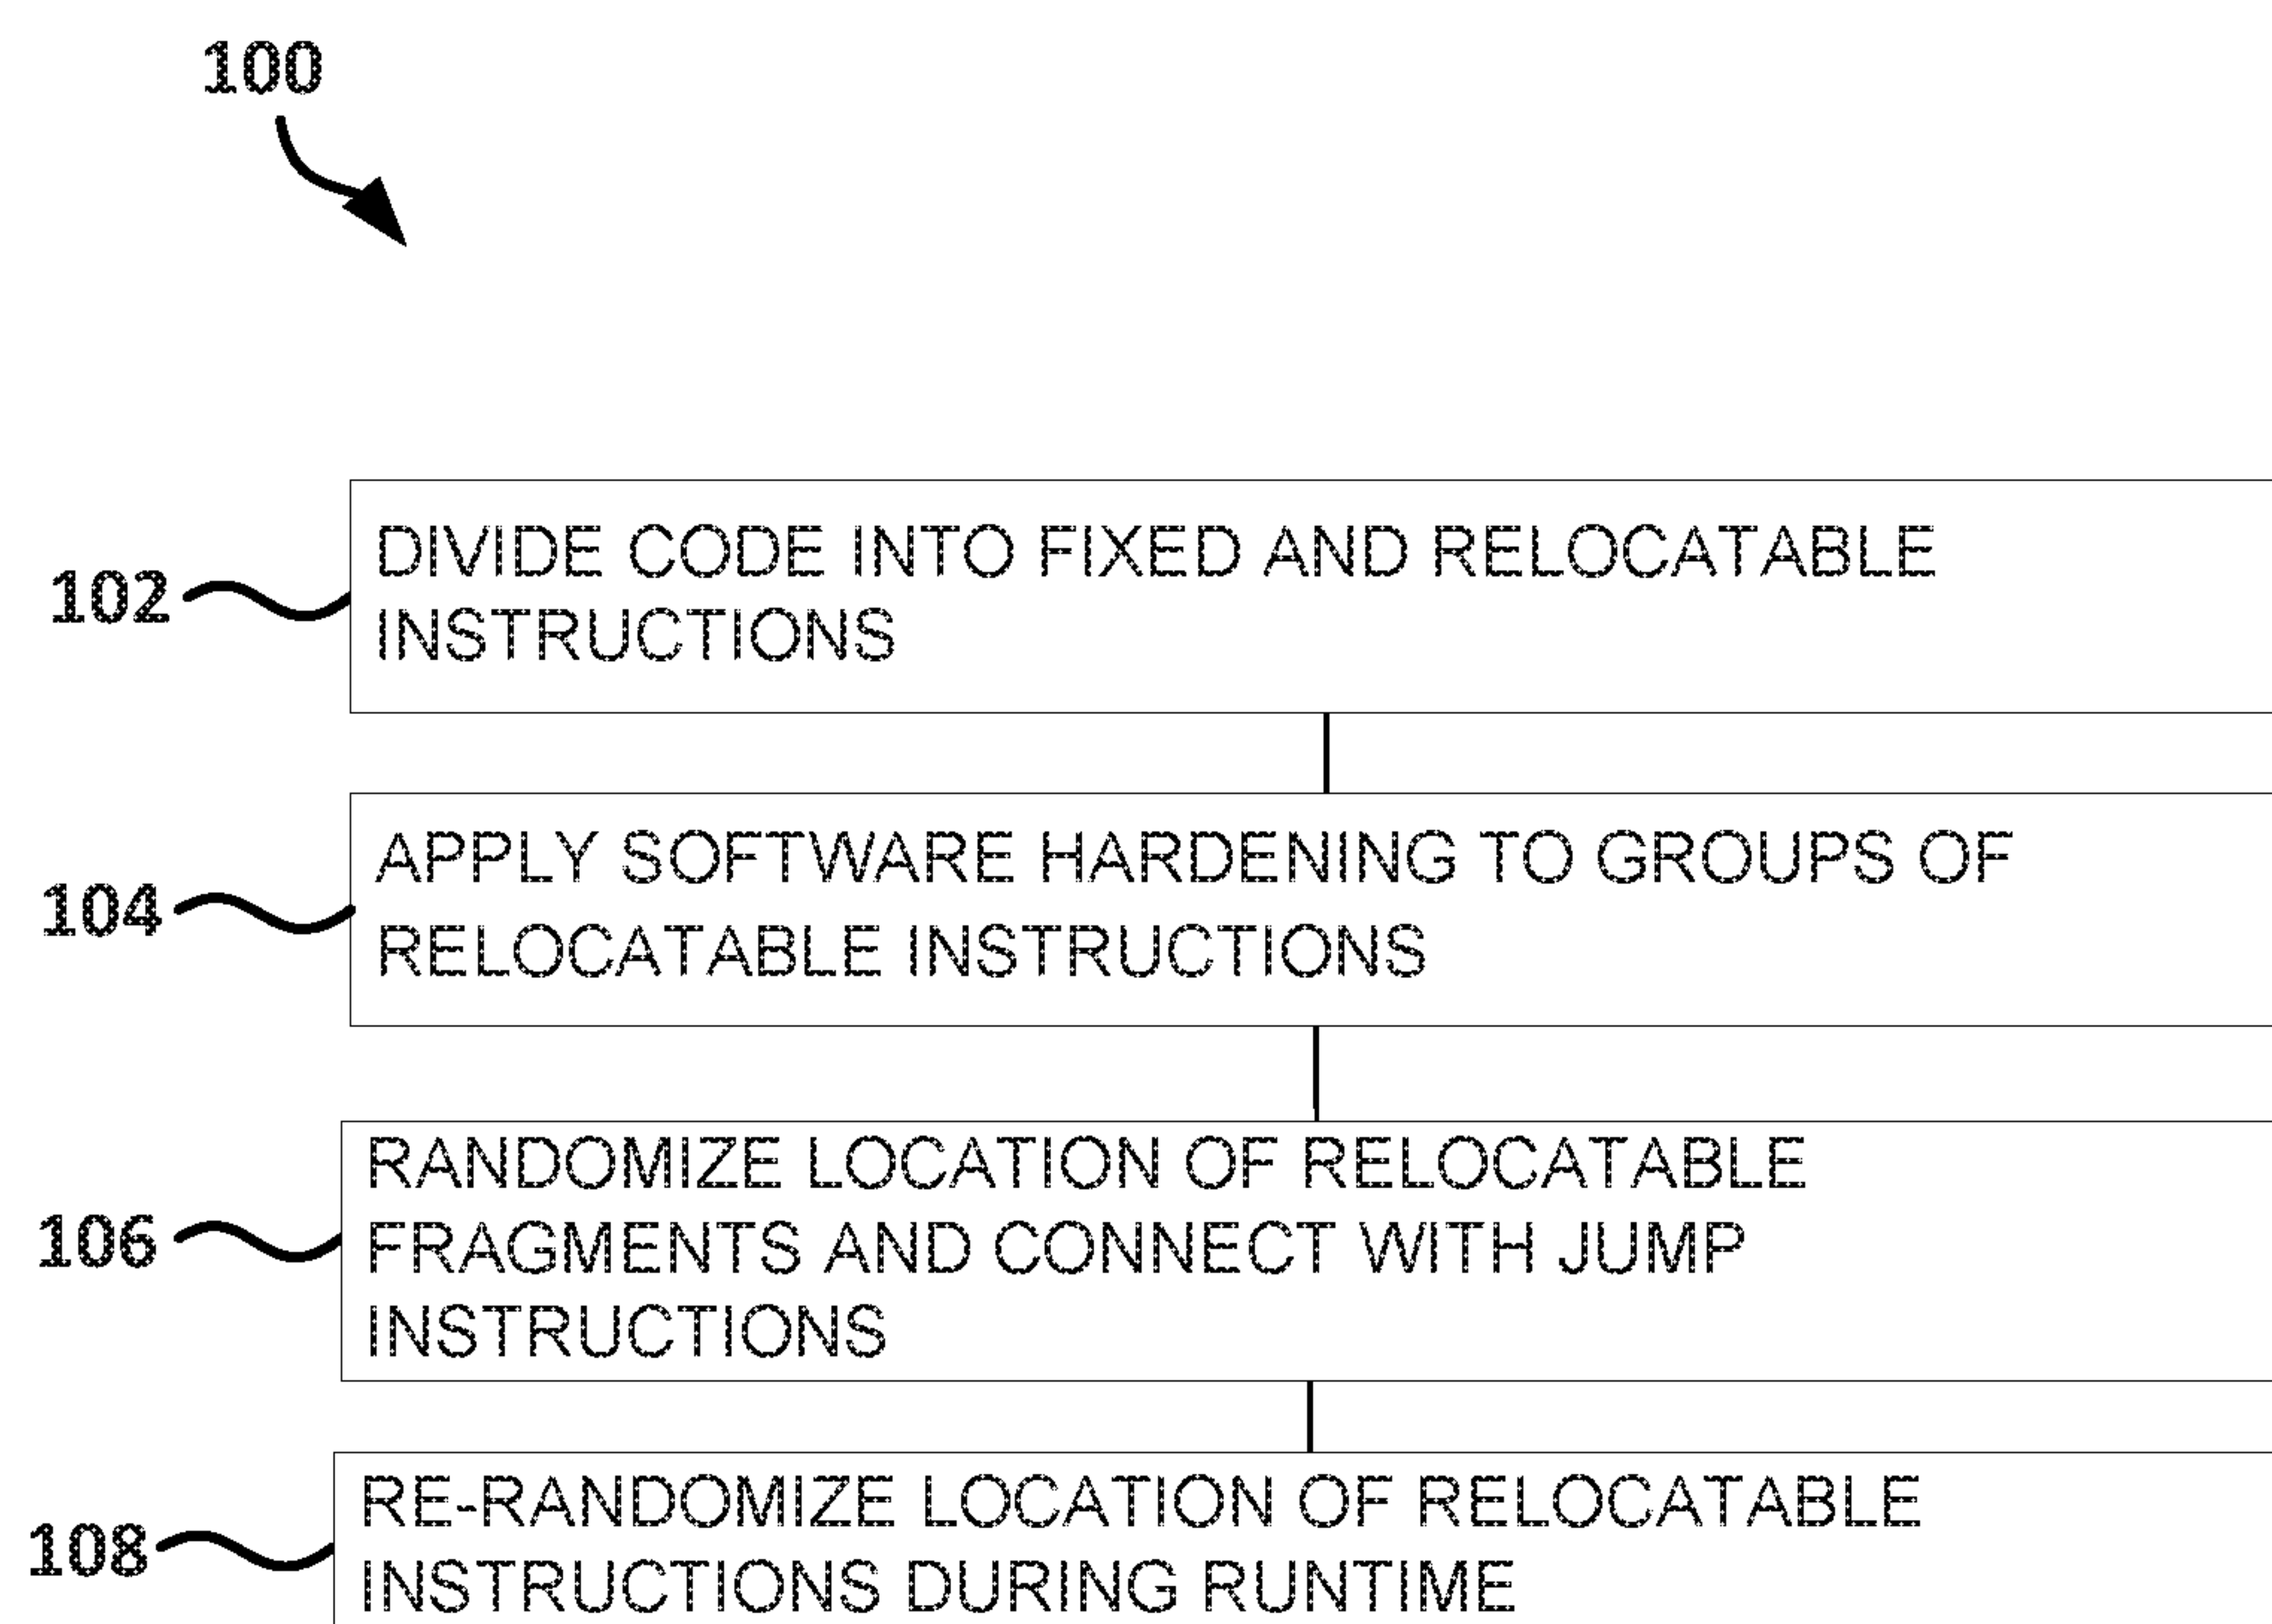 100
102
DIVIDE CODE INTO FIXED AND RELOCATABLE
INSTRUCTIONS
104
APPLY SOFTWARE HARDENING TO GROUPS OF
RELOCATABLE INSTRUCTIONS
106
RANDOMIZE LOCATION OF RELOCATABLE
FRAGMENTS AND CONNECT WITH JUMP
INSTRUCTIONS
108
RE-RANDOMIZE LOCATION OF RELOCATABLE
INSTRUCTIONS DURING RUNTIME